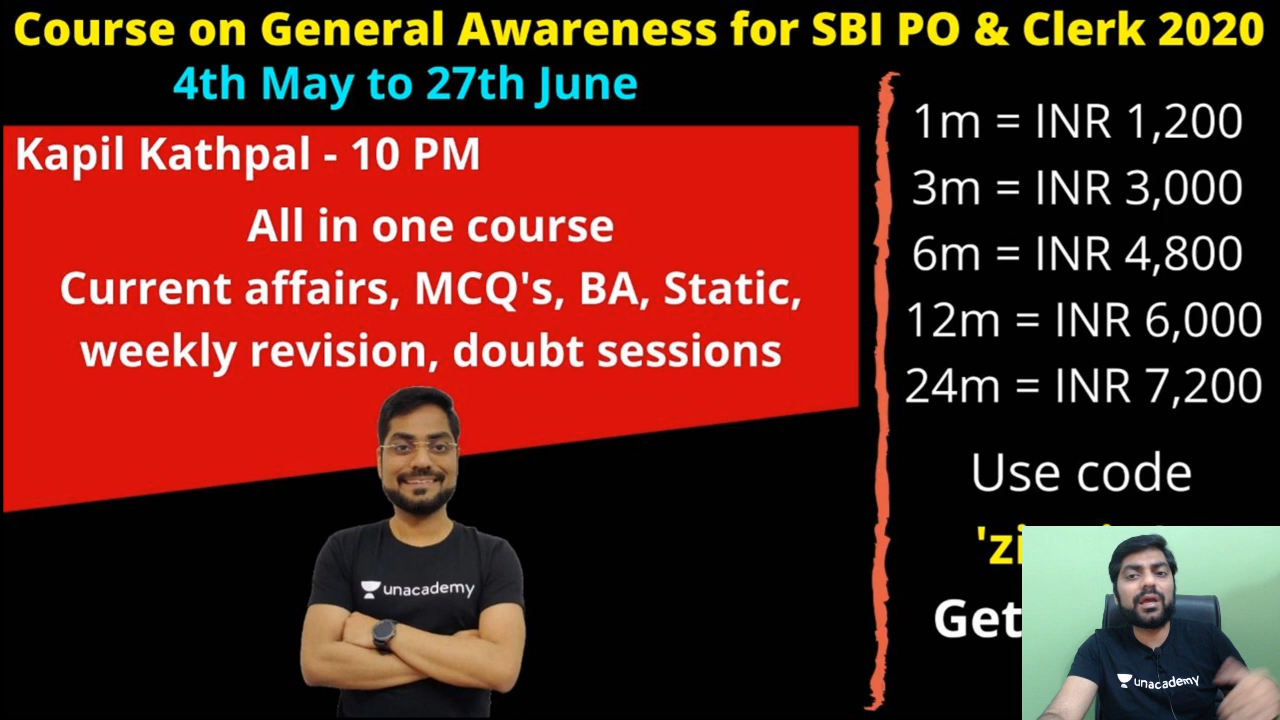 Course on General Awareness for SBI PO & Clerk 2020
4th May to 27th June
Kapil Kathpal - 10 PM
All in one course
Current affairs, MCQ's, BA, Static,
weekly revision, doubt sessions
unacademy
1m = INR 1,200
3m = INR 3,000
6m = INR 4,800
12m = INR 6,000
24m = INR 7,200
Use code
Get
unacademy